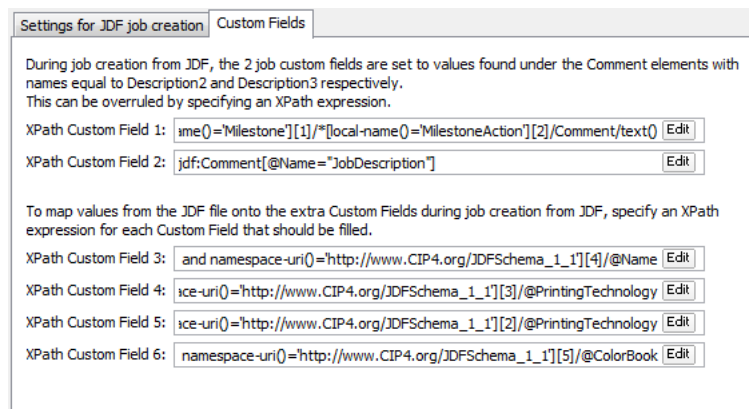 Settings for JDF job creation Custom Fields
During job creation from JDF, the 2 job custom fields are set to values found under the Comment elements with
names equal to Description2 and Description3 respectively.
This can be overruled by specifying an XPath expression.
XPath Custom Field 1: ame()='Milestone'][1]/*[local-name()='MilestoneAction'][2]/Comment/text() Edit
XPath Custom Field 2: jdf:Comment[@Name="JobDescription"] Edit
To map values from the JDF file onto the extra Custom Fields during job creation from JDF, specify an XPath
expression for each Custom Field that should be filled.
XPath Custom Field 3: and namespace-uri()='http://www.CIP4.org/JDFSchema_1_1'][4]/@Name Edit
XPath Custom Field 4: ace-uri()='http://www.CIP4.org/JDFSchema_1_1'][3]/@PrintingTechnology Edit
XPath Custom Field 5: ace-uri()='http://www.CIP4.org/JDFSchema_1_1'][2]/@PrintingTechnology Edit
XPath Custom Field 6: namespace-uri()='http://www.CIP4.org/JDFSchema_1_1'][5]/@ColorBook Edit